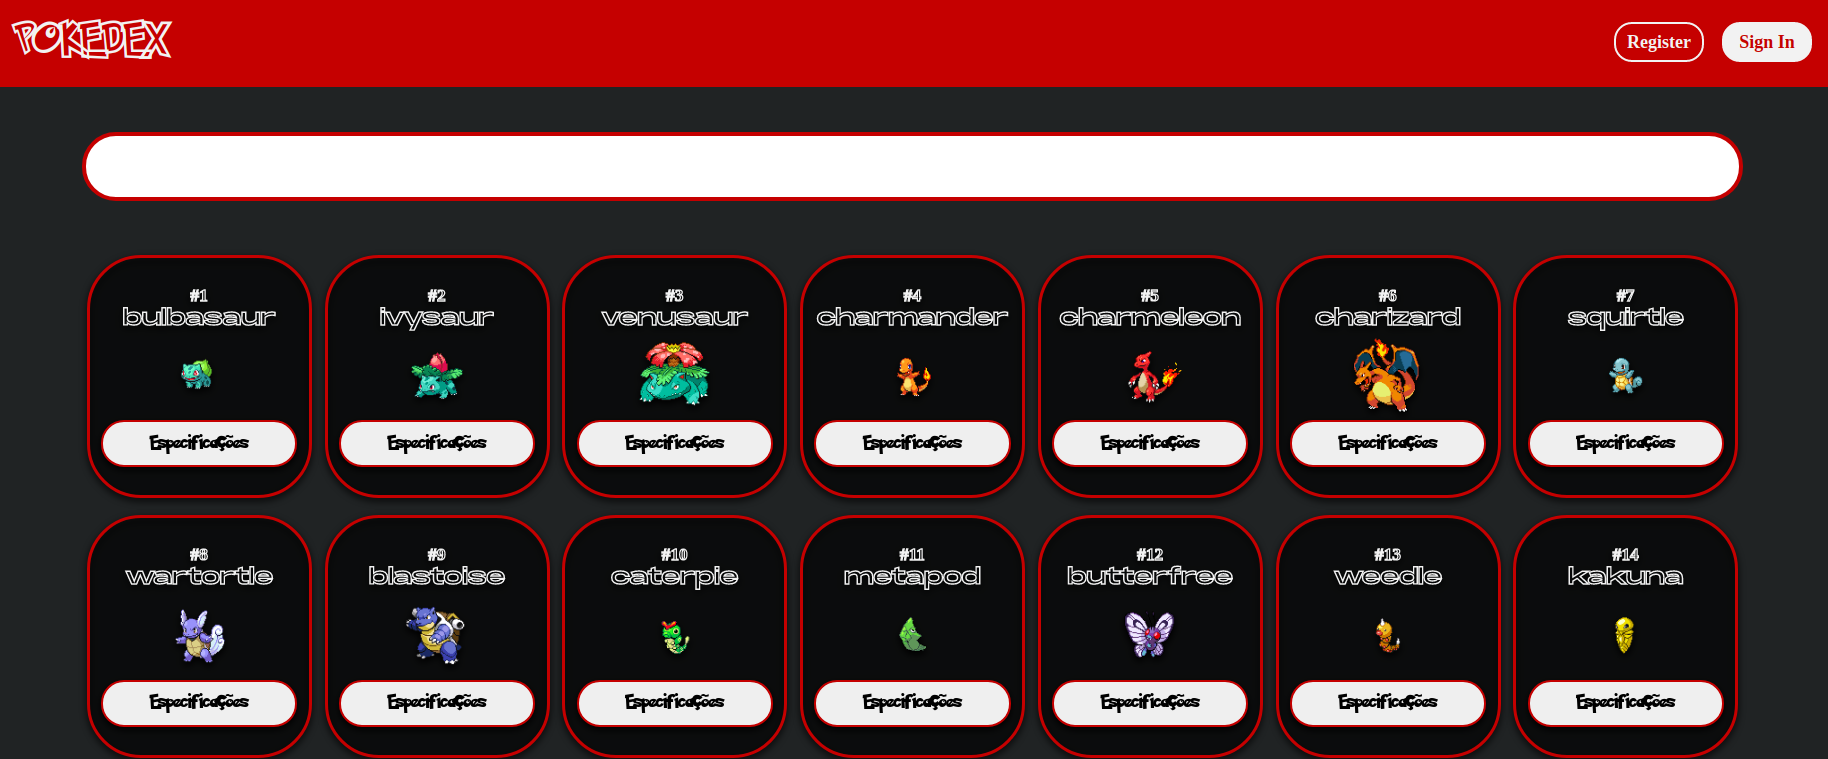 POKEDEX
Register
Sign In
#1
bulbasaur
Especificações
#2
ivysaur
Especificações
#3
venusaur
Especificações
#4
charmander
Especificações
#5
charmeleon
Especificações
#6
charizard
Especificações
#7
squirtle
Especificações
#8
wartortle
Especificações
#9
blastoise
Especificações
#10
caterpie
Especificações
#11
metapod
Especificações
#12
butterfree
Especificações
#13
weedle
Especificações
#14
kakuna
Especificações